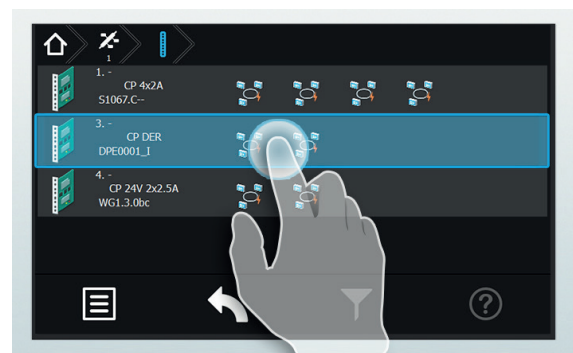 1
1. -
CP 4x2A
S1067.C--
3. -
CP DER
DPE0001_I
4. -
CP 24V 2x2.5A
WG1.3.0bc
?